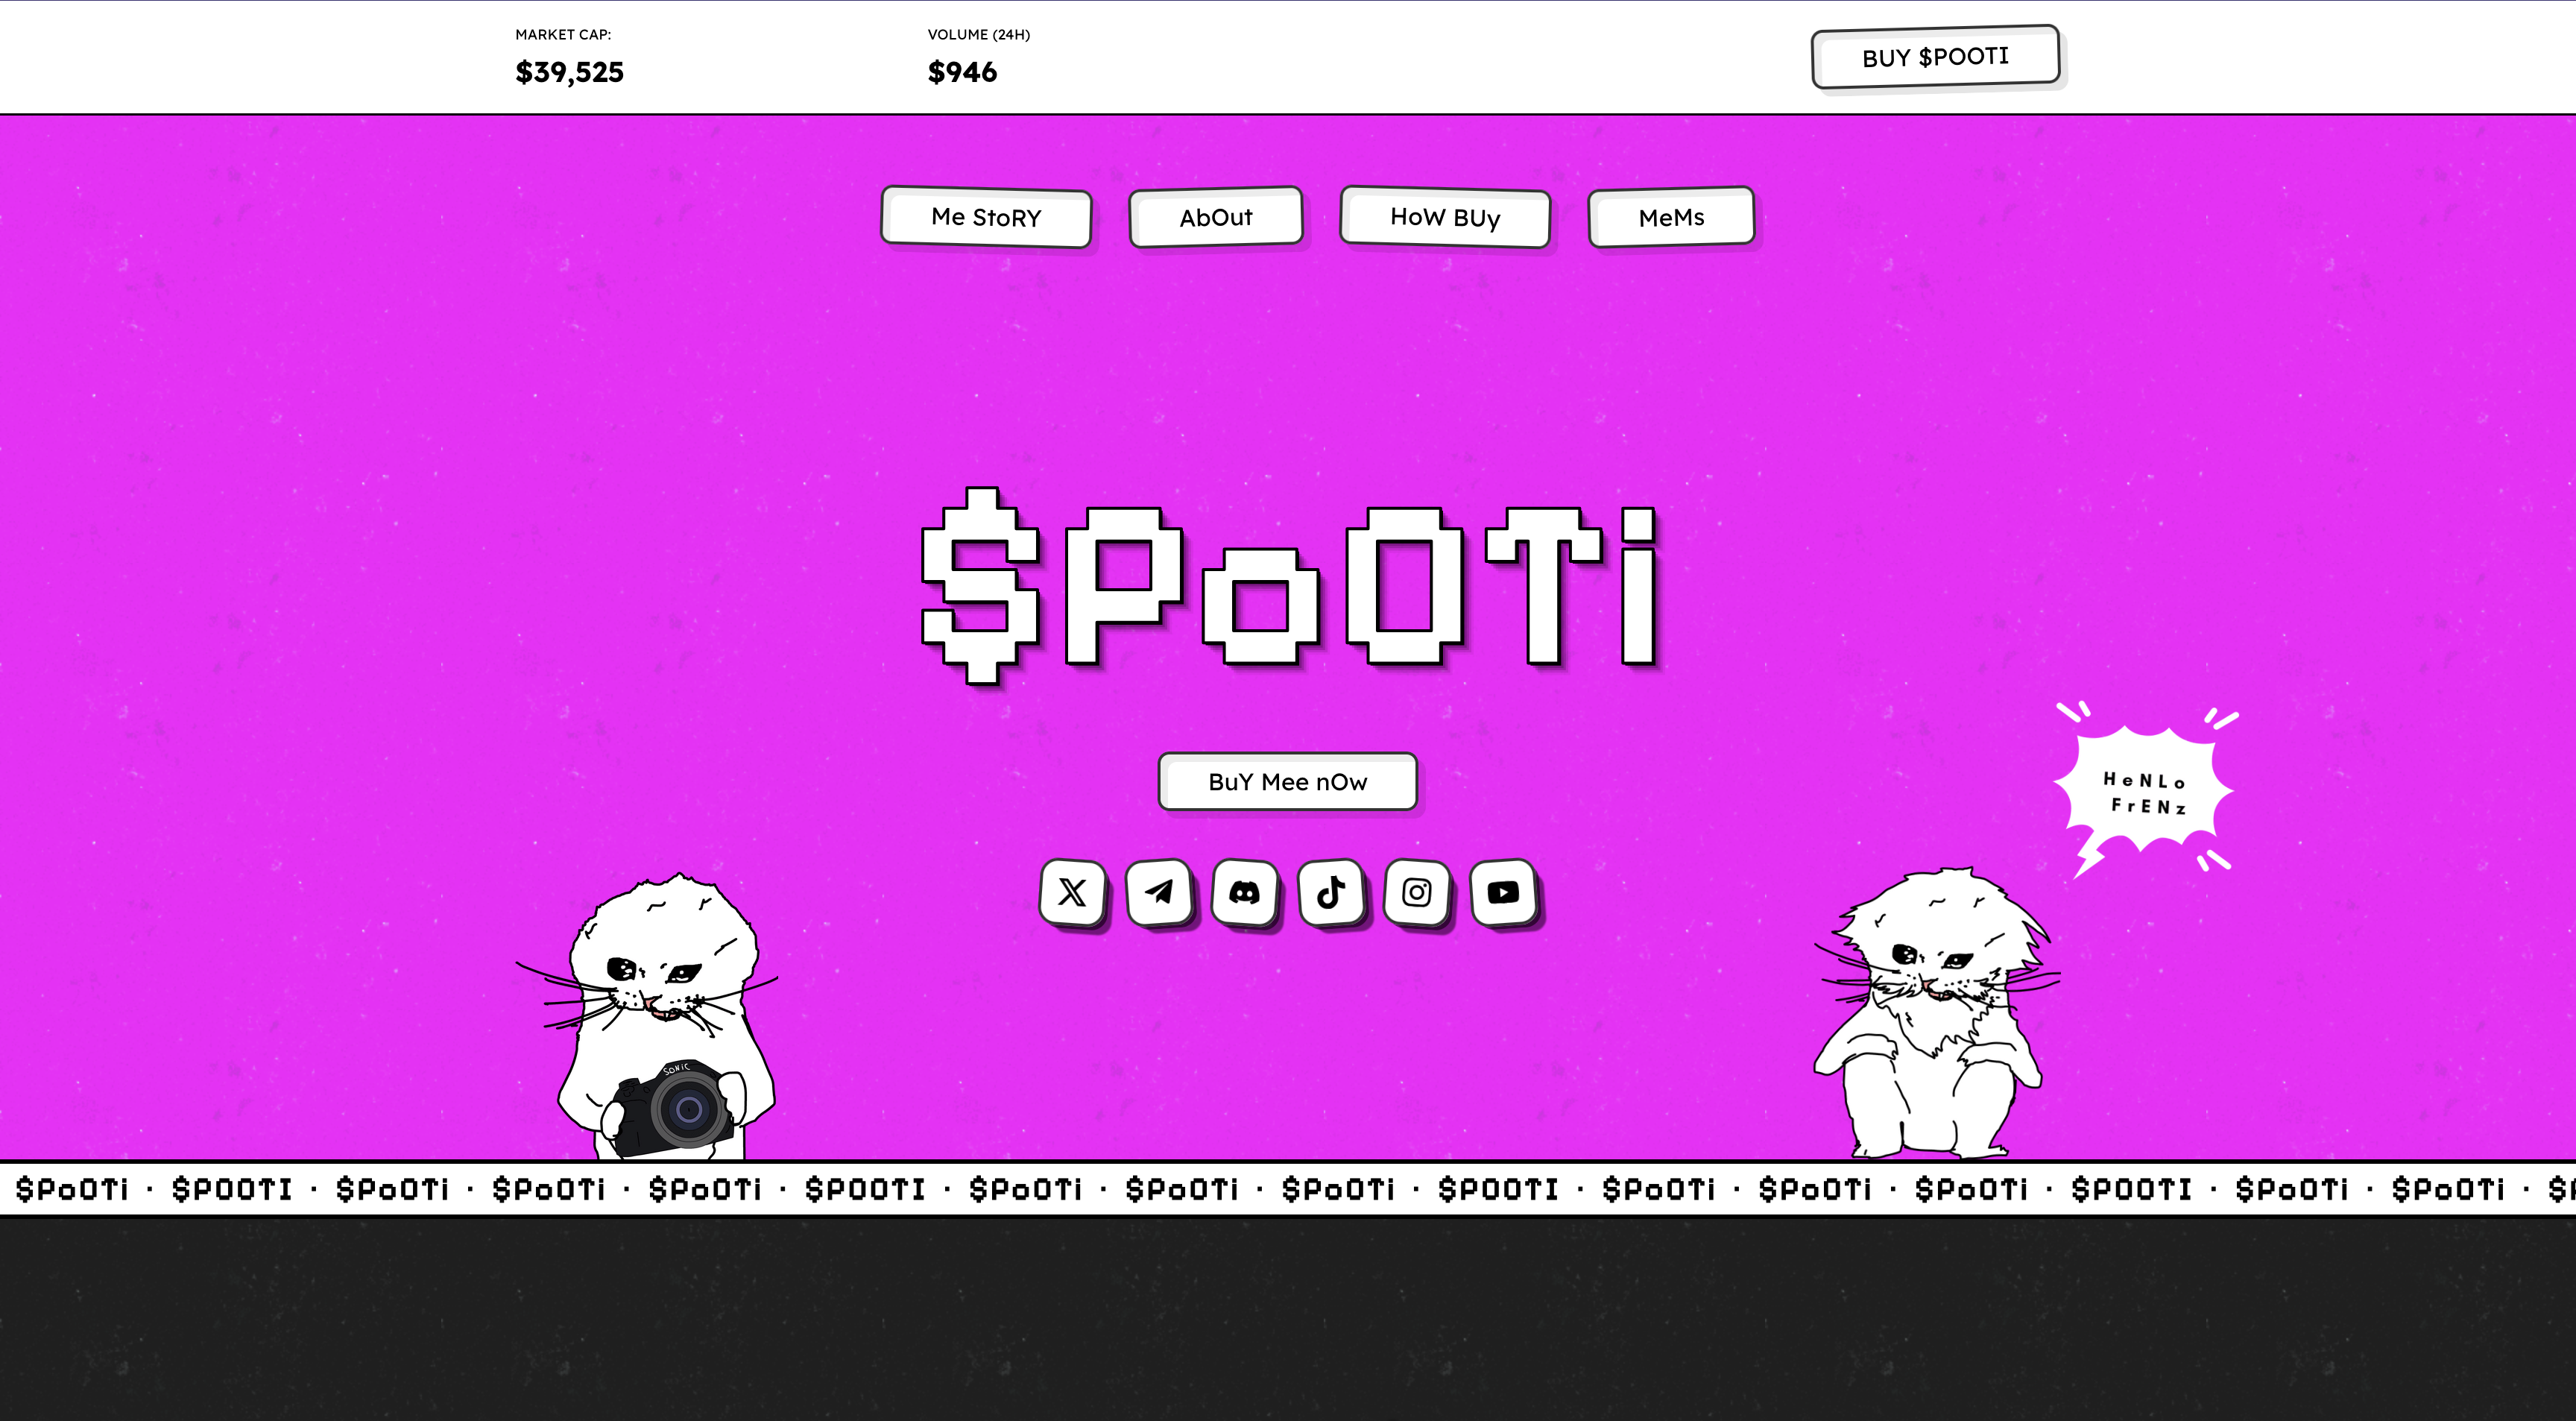 MARKET CAP:
$39,525
VOLUME (24H)
$946
BUY $POOTI
Me StoRY
AbOut
HoW BUy
MeMs
$PoOTi
BuY Mee nOw
HeNLo
FrENz
SONIC
$PoOTi · $POOTI · $PoOTi · $PoOTi · $PoOTi · $POOTI · $PoOTi · $PoOTi · $PoOTi · $POOTI · $PoOTi · $PoOTi · $PoOTi · $POOTI · $PoOTi · $PoOTi ·